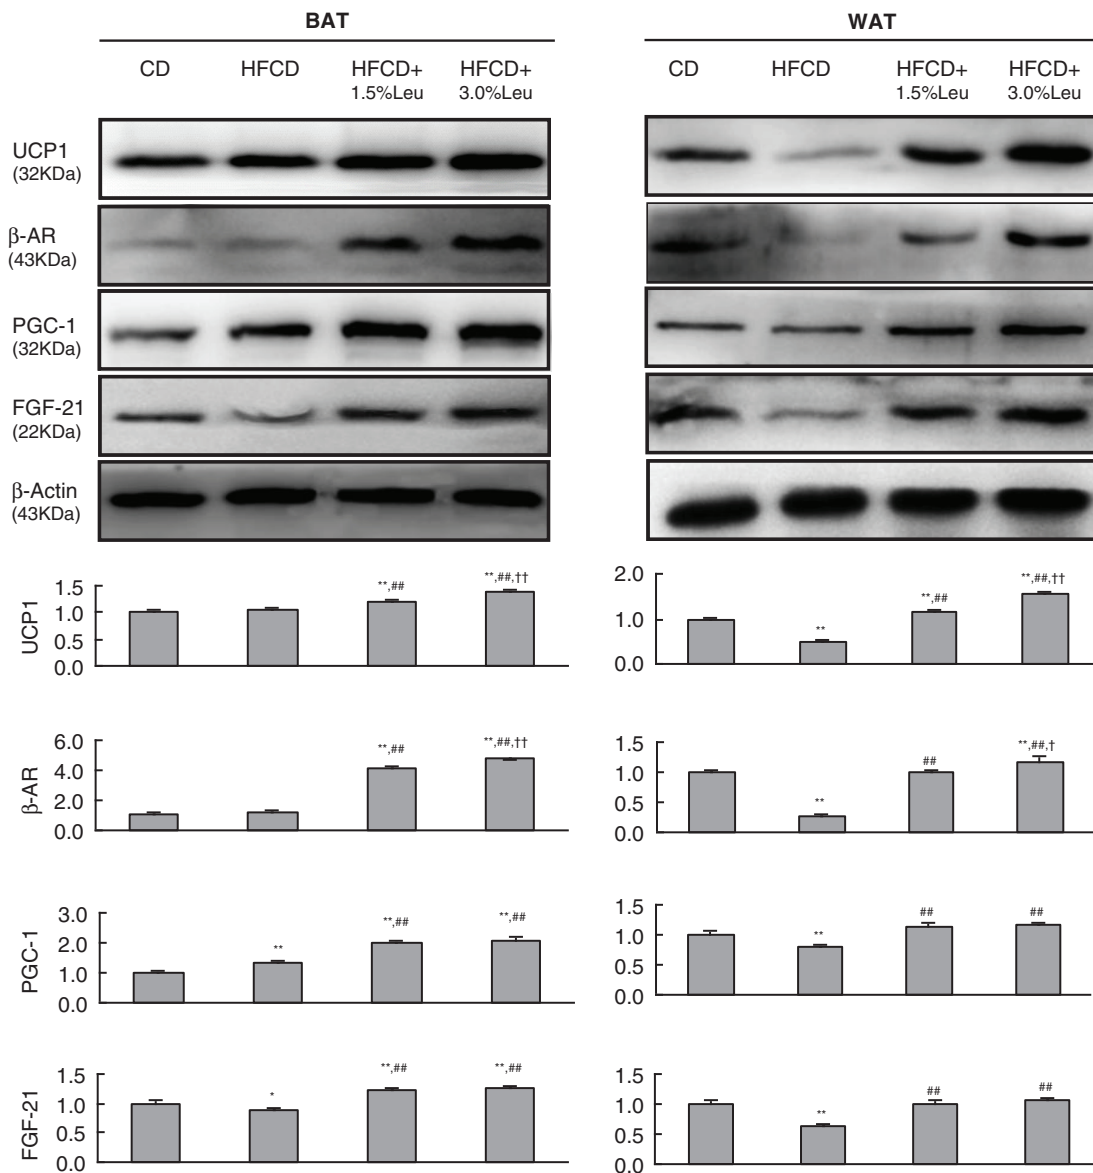 BAT
WAT
CD HFCD HFCD+ HFCD+
1.5%Leu 3.0%Leu
CD HFCD HFCD+ HFCD+
1.5%Leu 3.0%Leu
UCP1
(32KDa)
β-AR
(43KDa)
PGC-1
(32KDa)
FGF-21
(22KDa)
β-Actin
(43KDa)
UCP1
1.5
1.0
0.5
0.0
**,##
**,##,††
2.0
1.0
0.0
**
**,##
**,##,††
β-AR
6.0
4.0
2.0
0.0
**,##
**,##,††
1.5
1.0
0.5
0.0
**
##
**,##,†
PGC-1
3.0
2.0
1.0
0.0
**
**,##
**,##
1.5
1.0
0.5
0.0
**
##
##
FGF-21
1.5
1.0
0.5
0.0
*
**,##
**,##
1.5
1.0
0.5
0.0
**
##
##